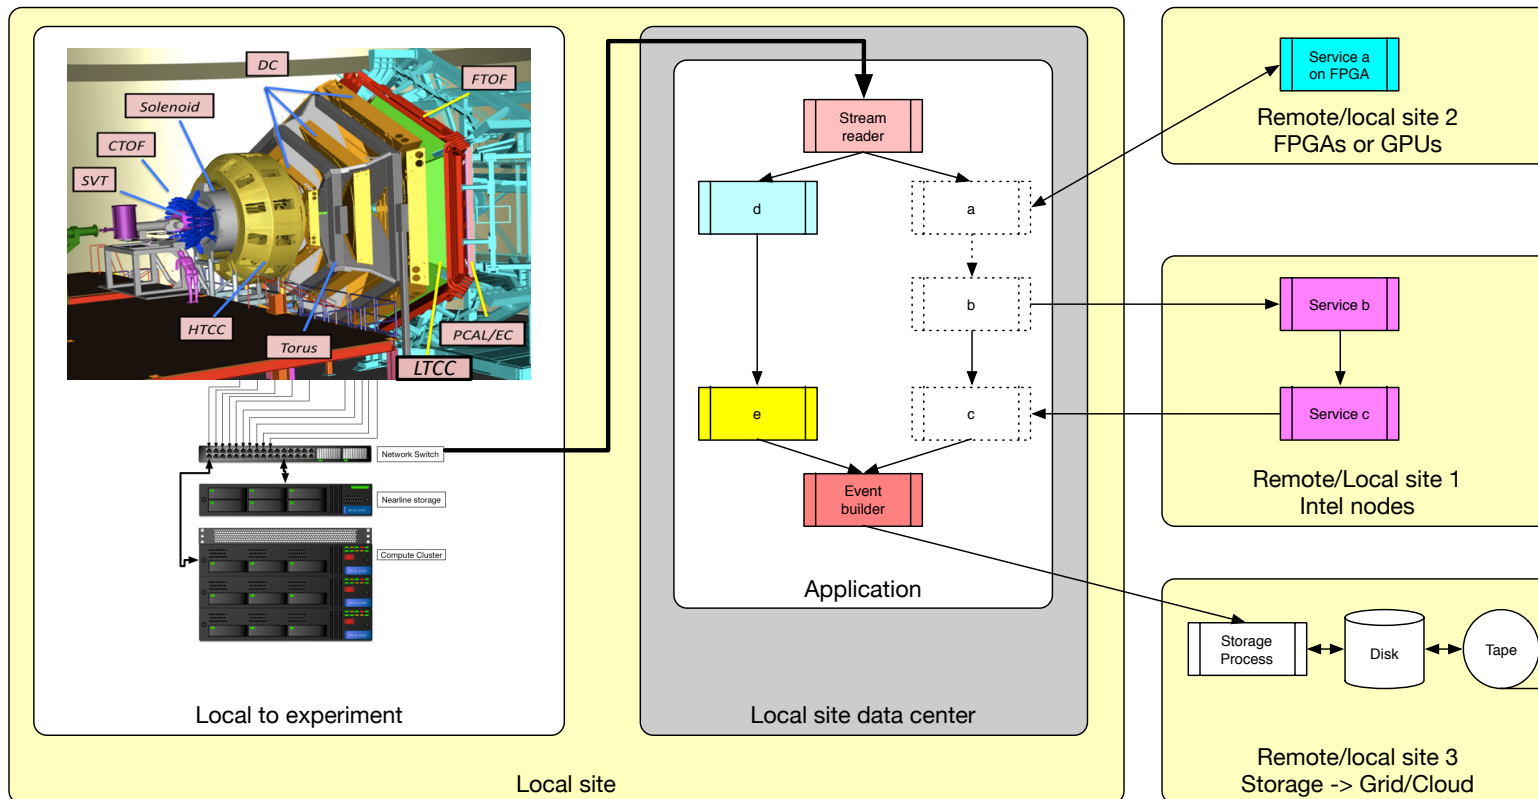 DC
FTOF
Solenoid
CTOF
SVT
HTCC
Torus
PCAL/EC
LTCC
Network Switch
Nearline storage
Compute Cluster
Local to experiment
Stream
reader
d
a
b
e
c
Event
builder
Application
Local site data center
Local site
Service a
on FPGA
Remote/local site 2
FPGAs or GPUs
Service b
Service c
Remote/Local site 1
Intel nodes
Storage
Process
Disk
Tape
Remote/local site 3
Storage -> Grid/Cloud